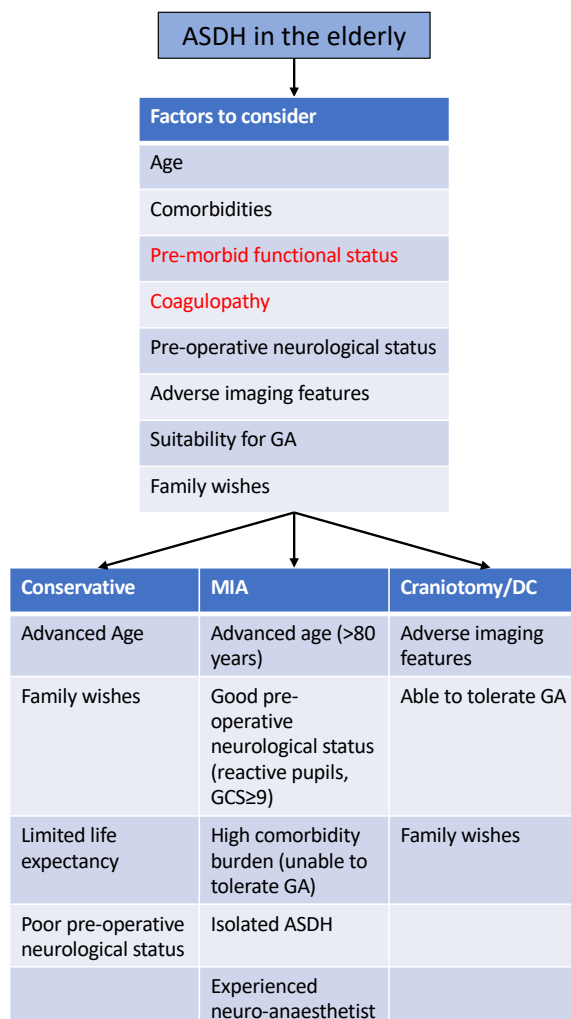 ASDH in the elderly
Factors to consider
Age
Comorbidities
Pre-morbid functional status
Coagulopathy
Pre-operative neurological status
Adverse imaging features
Suitability for GA
Family wishes
Conservative
MIA
Craniotomy/DC
Advanced Age
Advanced age (>80
years)
Adverse imaging
features
Family wishes
Good pre-
operative
neurological status
(reactive pupils,
GCS≥9)
Able to tolerate GA
Limited life
expectancy
High comorbidity
burden (unable to
tolerate GA)
Family wishes
Poor pre-operative
neurological status
Isolated ASDH
Experienced
neuro-anaesthetist